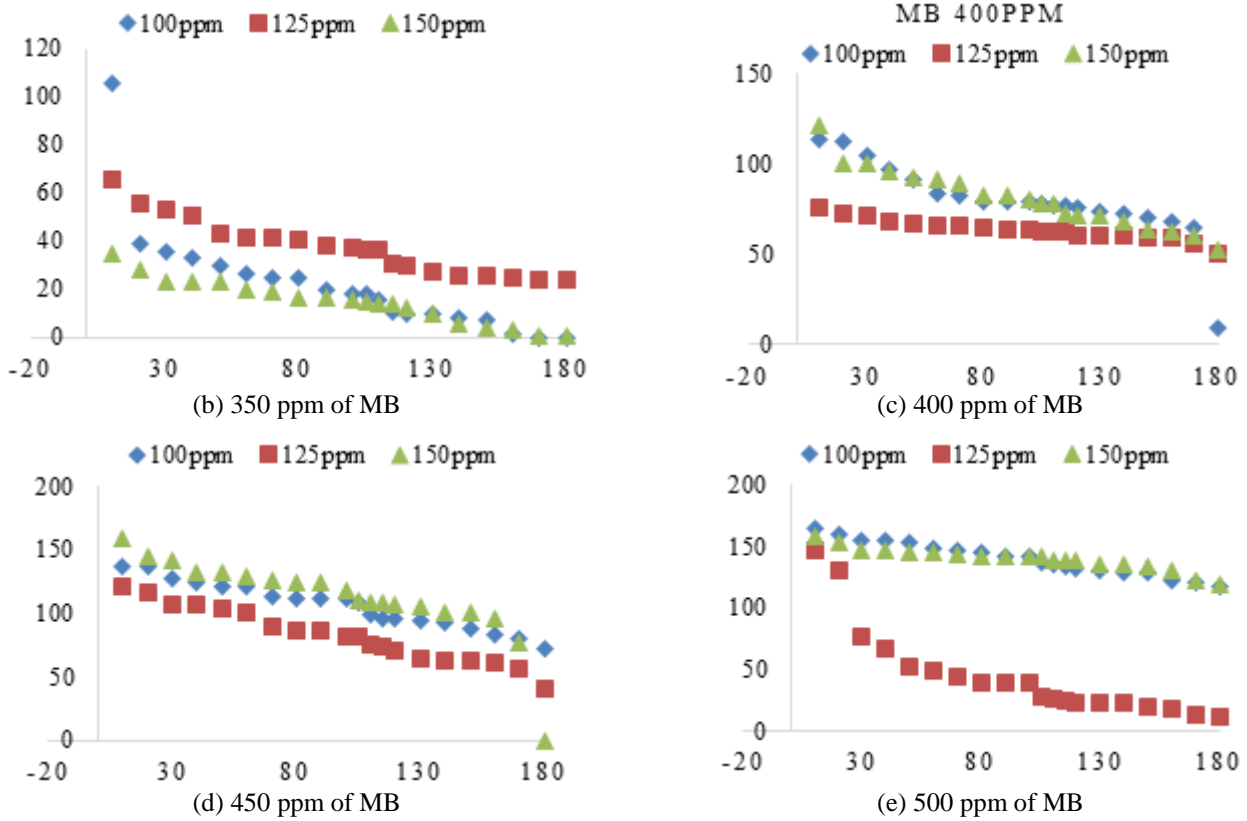 100ppm 125ppm 150ppm
120
100
80
60
40
20
0
-20 30 80 130 180
(b) 350 ppm of MB
MB 400PPM
100ppm 125ppm 150ppm
150
100
50
0
-20 30 80 130 180
(c) 400 ppm of MB
100ppm 125ppm 150ppm
200
150
100
50
0
-20 30 80 130 180
(d) 450 ppm of MB
100ppm 125ppm 150ppm
200
150
100
50
0
-20 30 80 130 180
(e) 500 ppm of MB